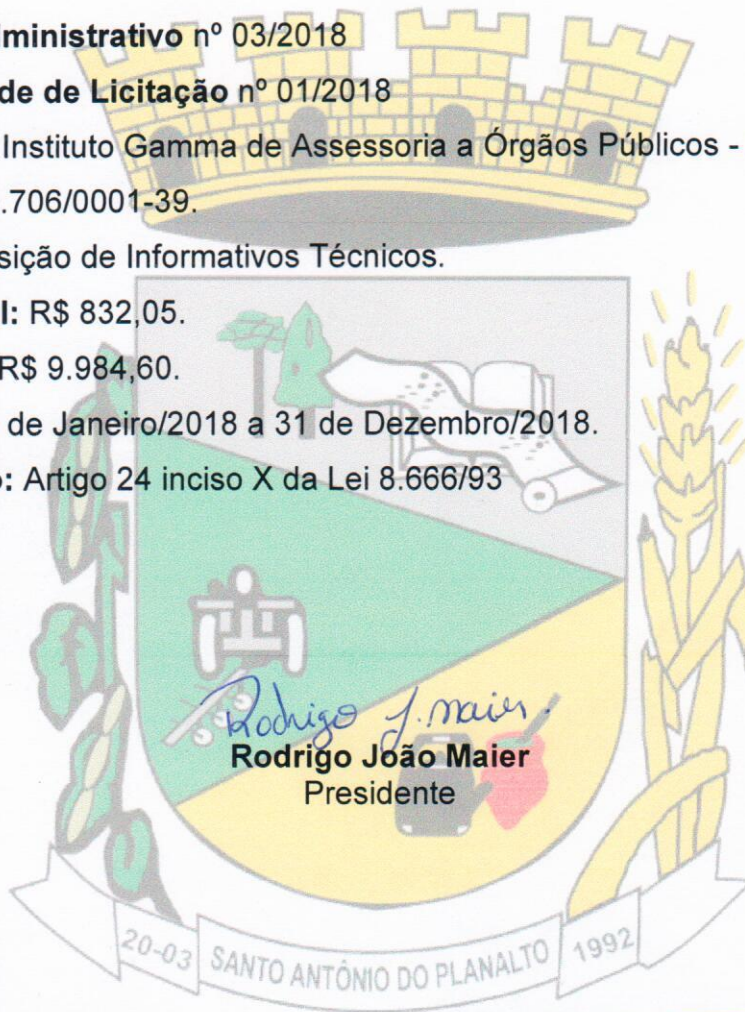 ministrativo nº 03/2018
de de Licitação nº 01/2018
Instituto Gamma de Assessoria a Órgãos Públicos -
.706/0001-39.
sição de Informativos Técnicos.
l: R$ 832,05.
R$ 9.984,60.
de Janeiro/2018 a 31 de Dezembro/2018.
o: Artigo 24 inciso X da Lei 8.666/93
Rodrigo J. Maier.
Rodrigo João Maier
Presidente
20-03 SANTO ANTÔNIO DO PLANALTO 1992